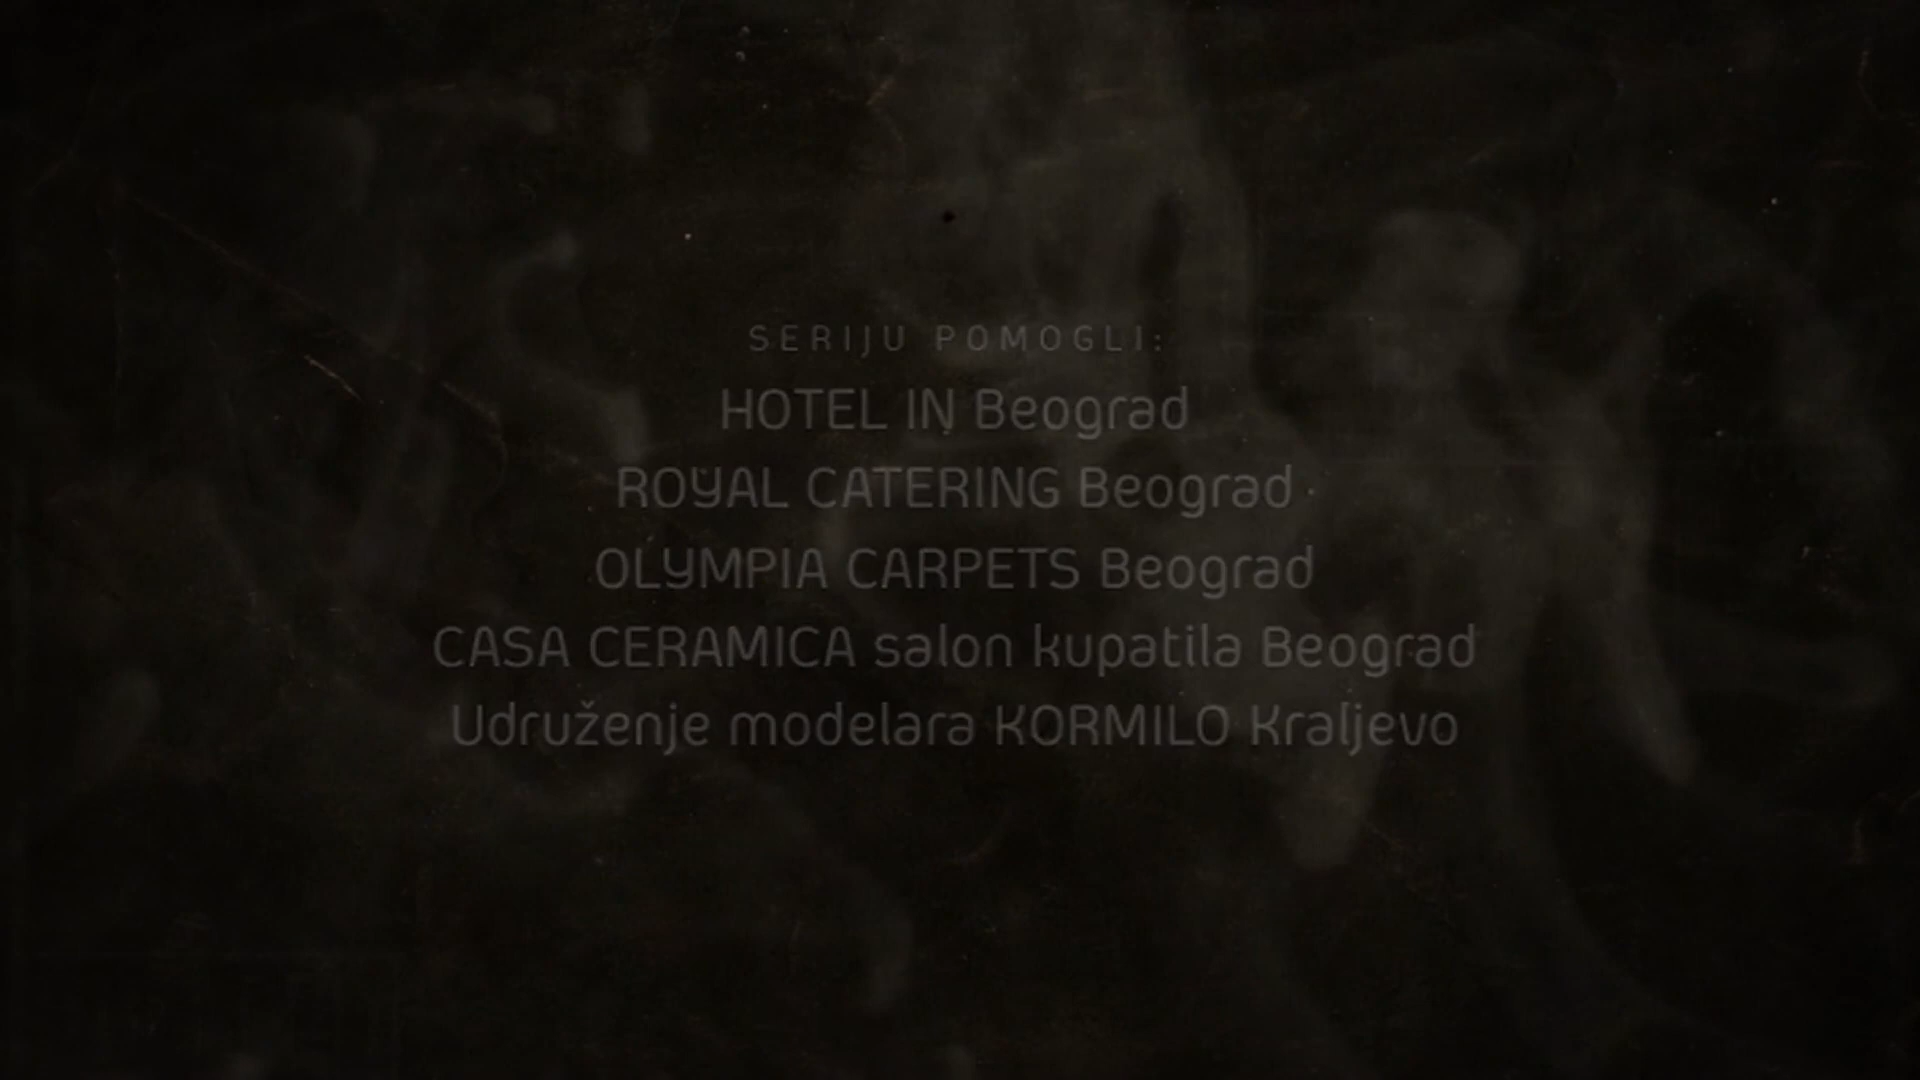 SERIJU POMOGLI:
HOTEL IN Beograd
ROYAL CATERING Beograd
OLYMPIA CARPETS Beograd
CASA CERAMICA salon kupatila Beograd
Udruženje modelara KORMILO Kraljevo